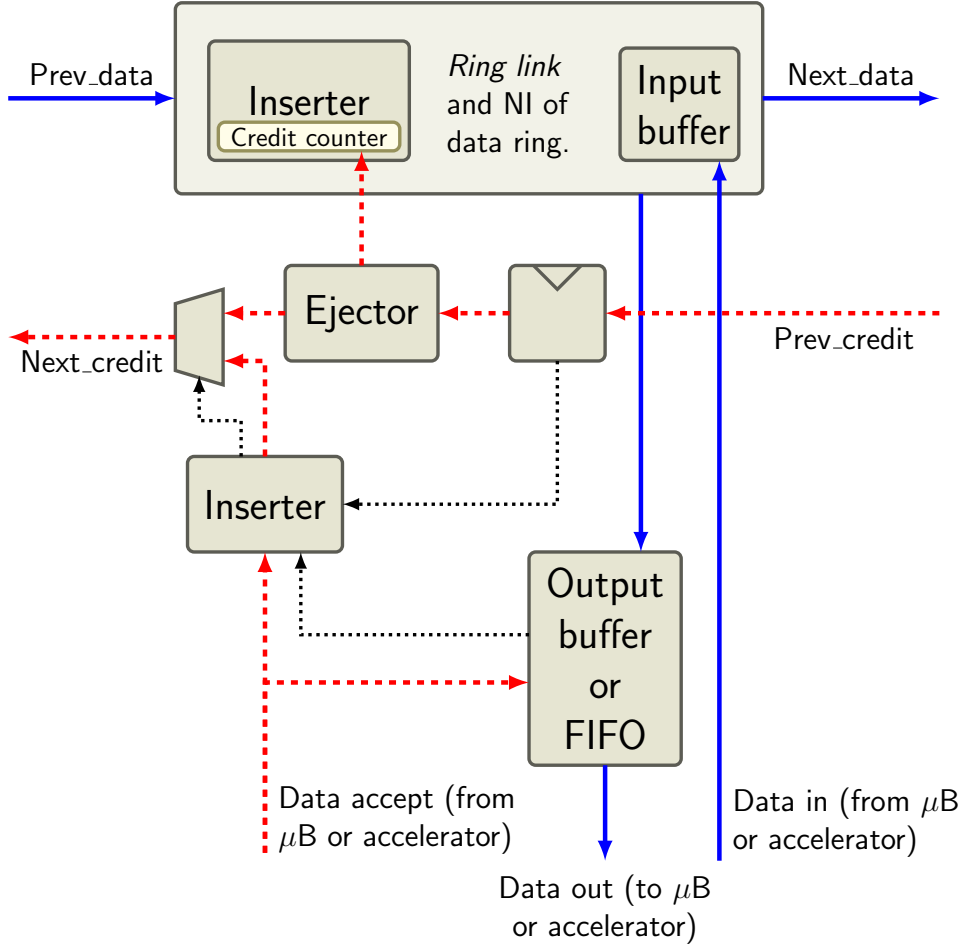 Prev_data
Inserter
Credit counter
Ring link
and NI of
data ring.
Input
buffer
Next_data
Ejector
Prev_credit
Next_credit
Inserter
Output
buffer
or
FIFO
Data accept (from
μB or accelerator)
Data in (from μB
or accelerator)
Data out (to μB
or accelerator)